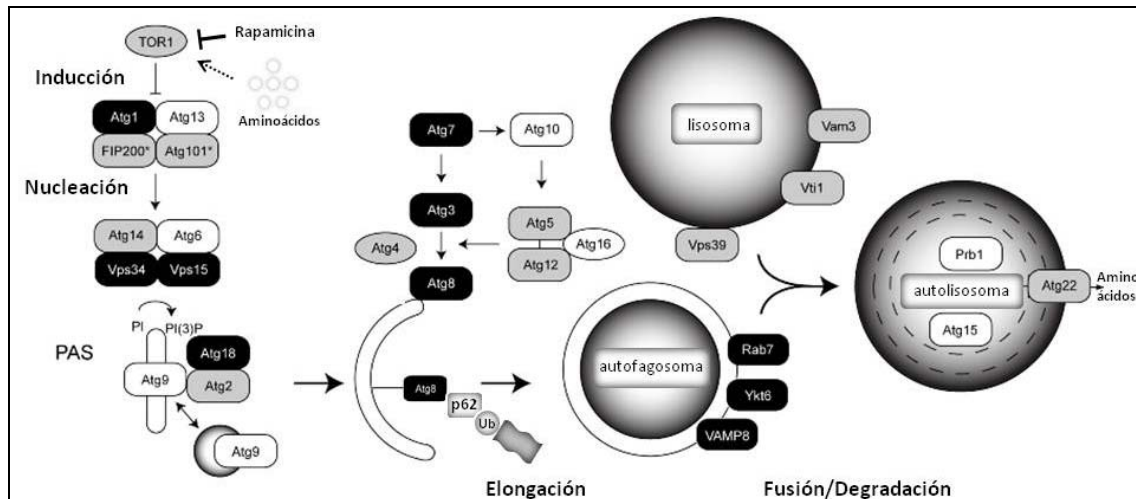 TOR1
Rapamicina
Inducción
Aminoácidos
Atg1
Atg13
FIP200*
Atg101*
Nucleación
Atg14
Atg6
Vps34
Vps15
PI
PI(3)P
PAS
Atg18
Atg9
Atg2
Atg9
Atg7
Atg10
Atg3
Atg5
Atg16
Atg4
Atg12
Atg8
Atg8
p62
Ub
Elongación
lisosoma
Vam3
Vti1
Vps39
autofagosoma
Rab7
Ykt6
VAMP8
Prb1
autolisosoma
Atg22
Amino
ácidos
Atg15
Fusión/Degradación